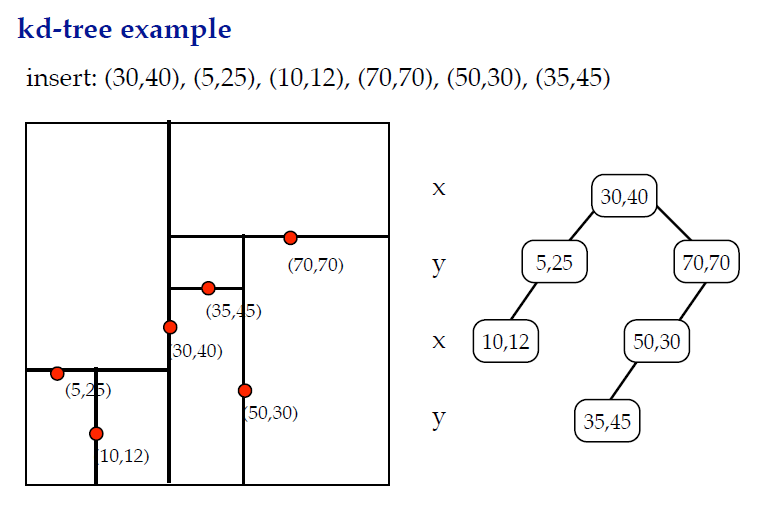 kd-tree example
insert: (30,40), (5,25), (10,12), (70,70), (50,30), (35,45)
x
30,40
y
5,25
70,70
(70,70)
(35,45)
(30,40)
x
10,12
50,30
(5,25)
(50,30)
y
35,45
(10,12)